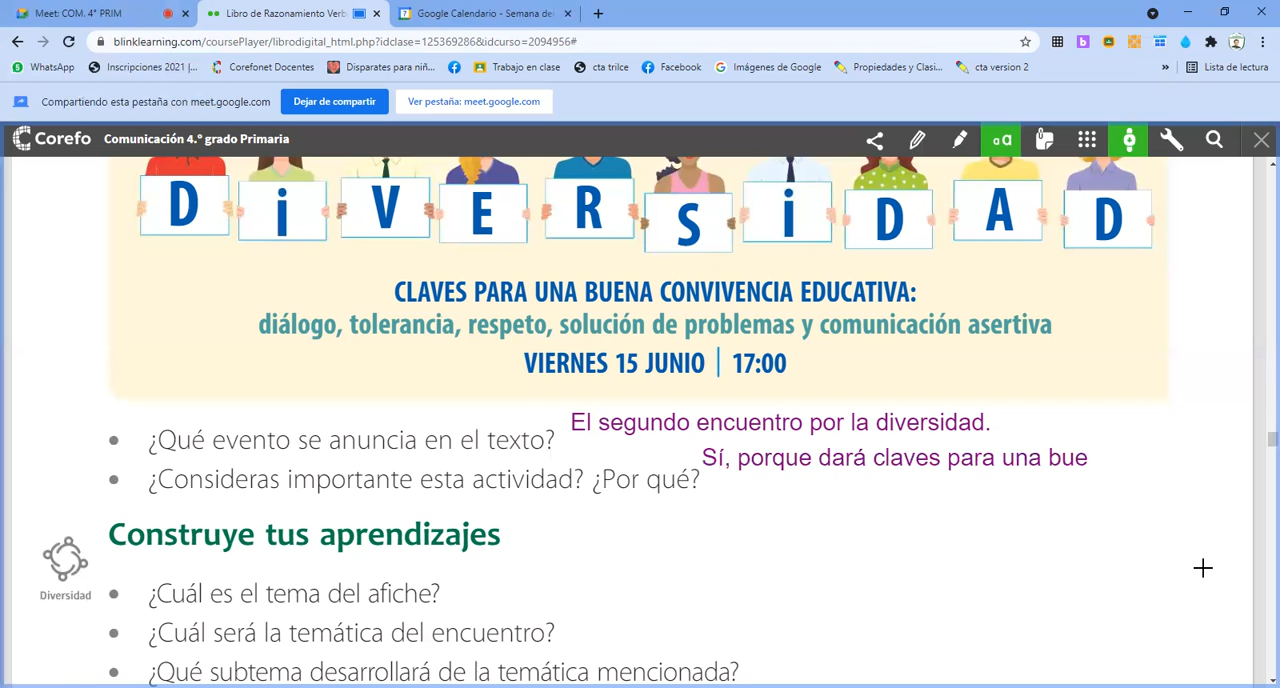 Meet: COM. 4° PRIM
Libro de Razonamiento Verb
Google Calendario - Semana del
blinklearning.com/coursePlayer/librodigital_html.php?idclase=125369286&idcurso=2094956#
WhatsApp
Inscripciones 2021 |...
Corefonet Docentes
Disparates para niñ...
Trabajo en clase
cta trilce
Facebook
Imágenes de Google
Propiedades y Clasi...
cta version 2
»
Lista de lectura
Compartiendo esta pestaña con meet.google.com
Dejar de compartir
Ver pestaña: meet.google.com
Corefo
Comunicación 4.º grado Primaria
aa
DiVERSiDAD
CLAVES PARA UNA BUENA CONVIVENCIA EDUCATIVA:
diálogo, tolerancia, respeto, solución de problemas y comunicación asertiva
VIERNES 15 JUNIO | 17:00
• ¿Qué evento se anuncia en el texto? El segundo encuentro por la diversidad.
• ¿Consideras importante esta actividad? ¿Por qué? Sí, porque dará claves para una bue
Construye tus aprendizajes
Diversidad
• ¿Cuál es el tema del afiche?
• ¿Cuál será la temática del encuentro?
• ¿Qué subtema desarrollará de la temática mencionada?